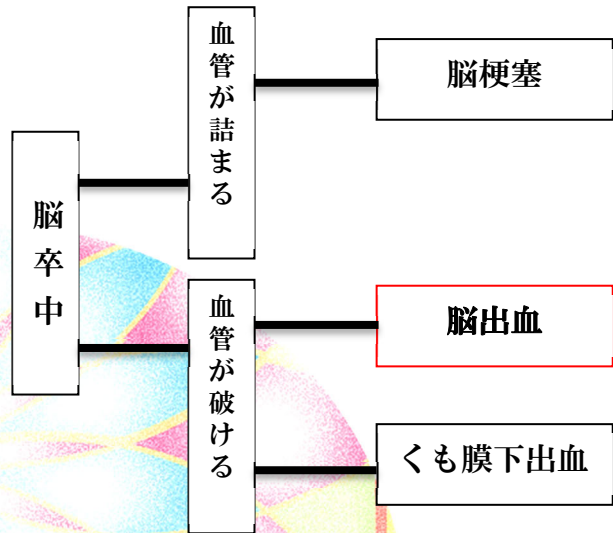 脳卒中
血管が詰まる
脳梗塞
血管が破ける
脳出血
くも膜下出血